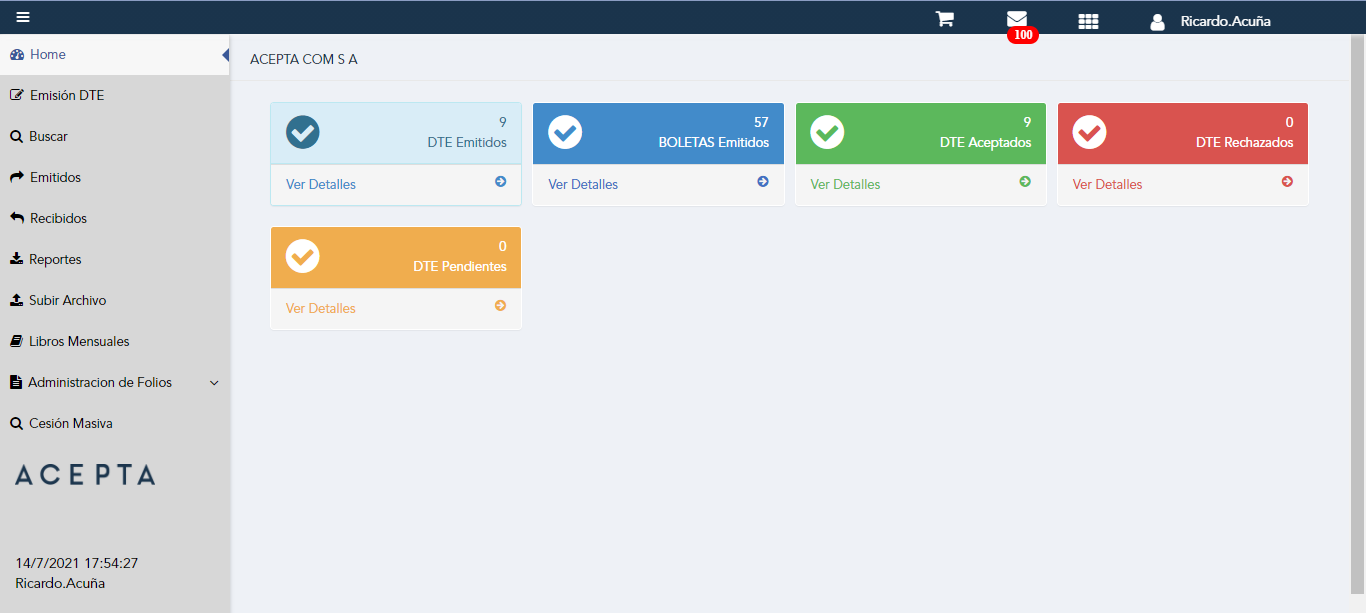 100
Ricardo.Acuña
Home
Emisión DTE
Buscar
Emitidos
Recibidos
Reportes
Subir Archivo
Libros Mensuales
Administracion de Folios
Cesión Masiva
ACEPTA
14/7/2021 17:54:27
Ricardo.Acuña
ACEPTA COM S A
9
DTE Emitidos
Ver Detalles
57
BOLETAS Emitidos
Ver Detalles
9
DTE Aceptados
Ver Detalles
0
DTE Rechazados
Ver Detalles
0
DTE Pendientes
Ver Detalles